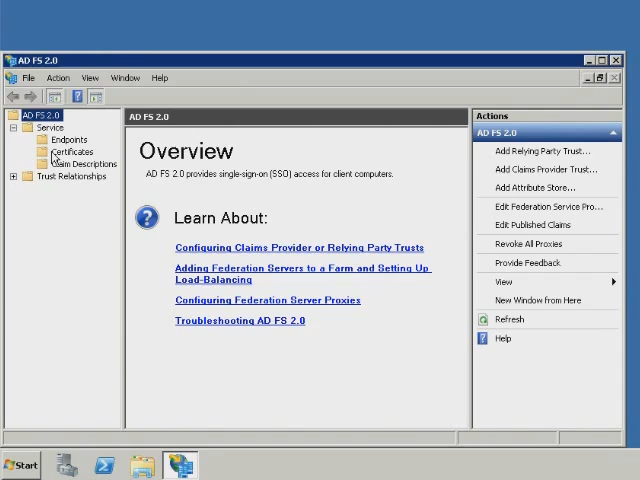 AD FS 2.0
File Action View Window Help
AD FS 2.0
Service
Endpoints
Certificates
Claim Descriptions
Trust Relationships
AD FS 2.0
Overview
AD FS 2.0 provides single-sign-on (SSO) access for client computers.
Learn About:
Configuring Claims Provider or Relying Party Trusts
Adding Federation Servers to a Farm and Setting Up
Load-Balancing
Configuring Federation Server Proxies
Troubleshooting AD FS 2.0
Actions
AD FS 2.0
Add Relying Party Trust...
Add Claims Provider Trust...
Add Attribute Store...
Edit Federation Service Pro...
Edit Published Claims
Revoke All Proxies
Provide Feedback
View
New Window from Here
Refresh
Help
Start